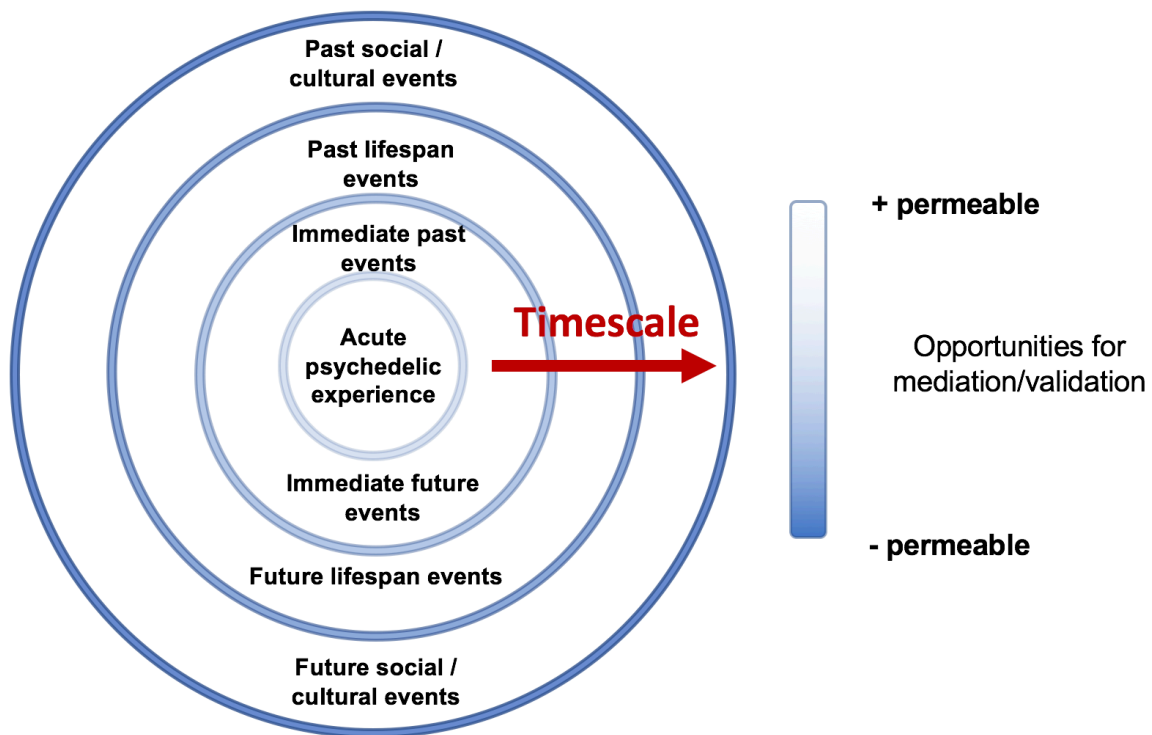 Past social /
cultural events
Past lifespan
events
Immediate past
events
Acute
psychedelic
experience
Timescale
Immediate future
events
Future lifespan events
Future social /
cultural events
+ permeable
Opportunities for
mediation/validation
- permeable